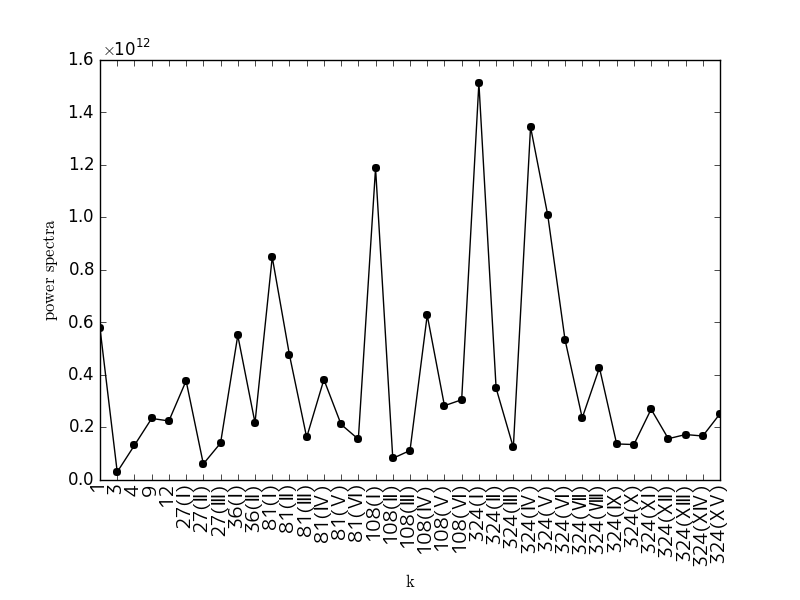 ×10^12
1.6
1.4
1.2
1.0
0.8
0.6
0.4
0.2
0.0
power spectra
1
3
4
9
12
27(I)
27(II)
27(III)
36(I)
36(II)
81(I)
81(II)
81(III)
81(IV)
81(V)
81(VI)
108(I)
108(II)
108(III)
108(IV)
108(V)
108(VI)
324(I)
324(II)
324(III)
324(IV)
324(V)
324(VI)
324(VII)
324(VIII)
324(IX)
324(X)
324(XI)
324(XII)
324(XIII)
324(XIV)
324(XV)
k